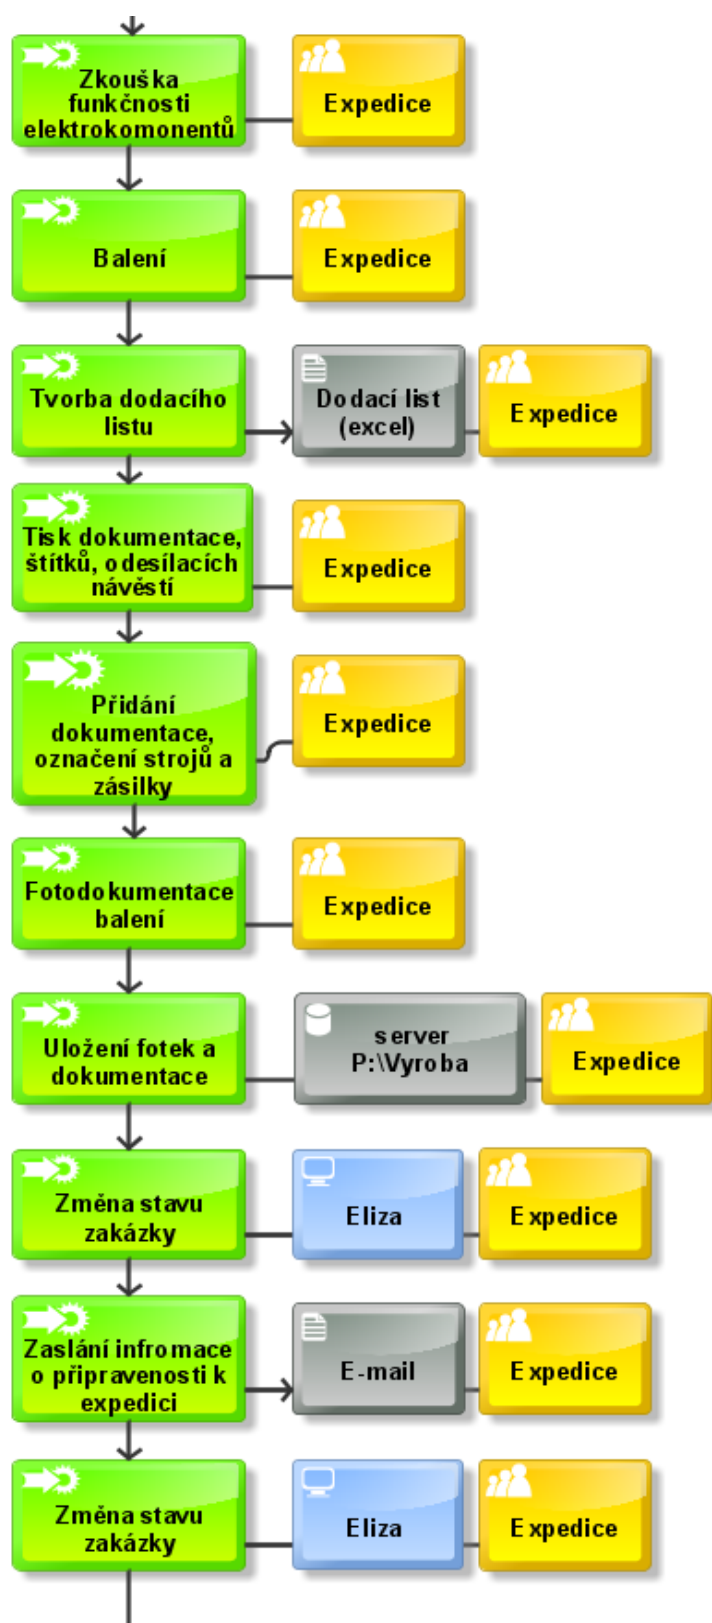 Zkouška
funkčnosti
elektrokomonentů
Expedice
Balení
Expedice
Tvorba dodacího
listu
Dodací list
(excel)
Expedice
Tisk dokumentace,
štítků, odesílacích
návěstí
Expedice
Přidání
dokumentace,
označení strojů a
zásilky
Expedice
Fotodokumentace
balení
Expedice
Uložení fotek a
dokumentace
server
P:\Vyroba
Expedice
Změna stavu
zakázky
Eliza
Expedice
Zaslání infromace
o připravenosti k
expedici
E-mail
Expedice
Změna stavu
zakázky
Eliza
Expedice